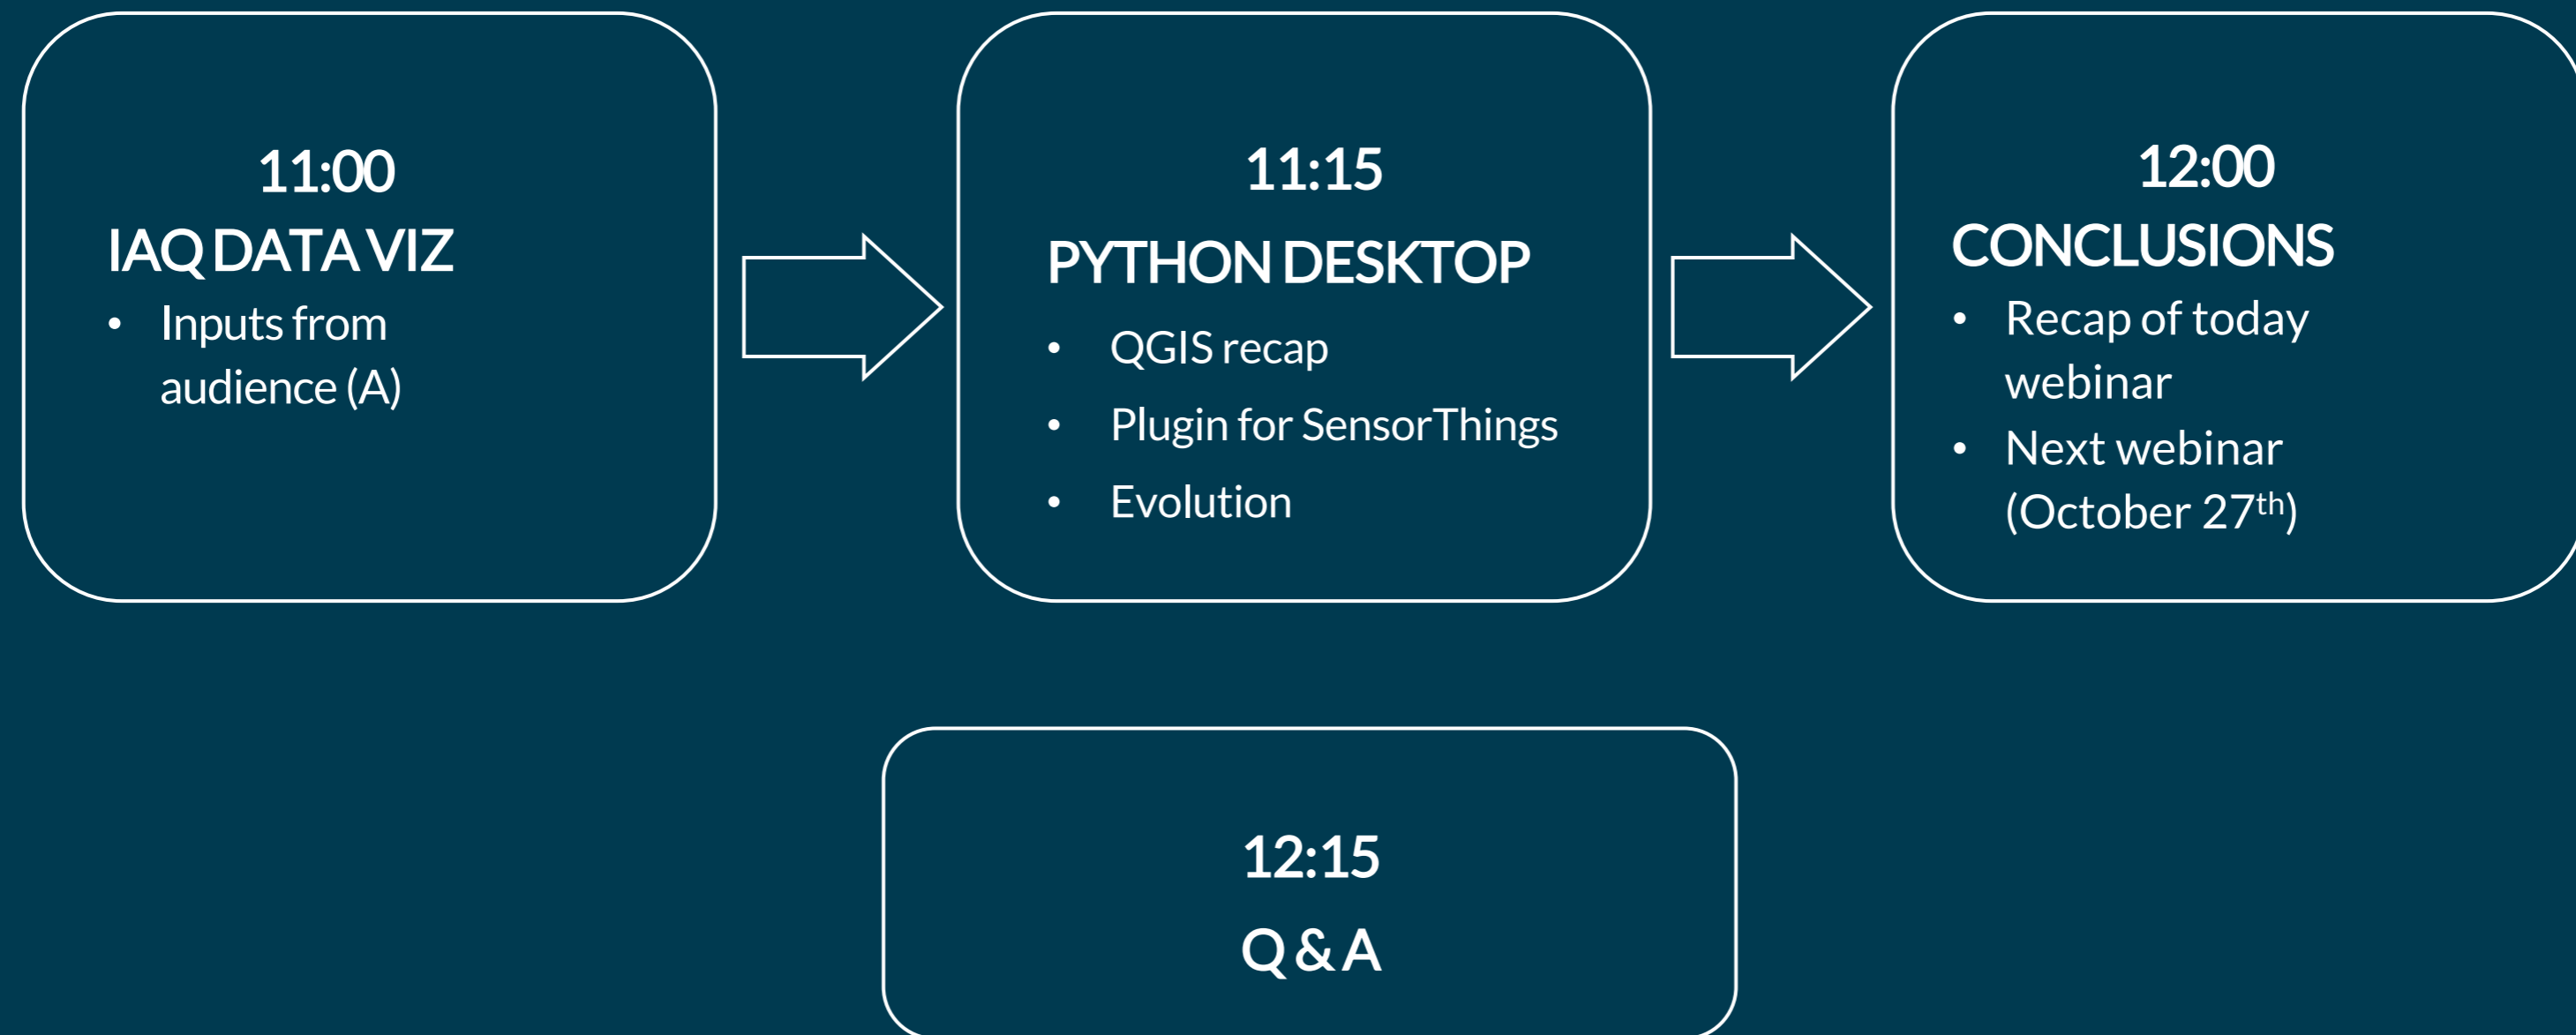 11:00
IAQ DATA VIZ
• Inputs from
audience (A)
11:15
PYTHON DESKTOP
• QGIS recap
• Plugin for SensorThings
• Evolution
12:00
CONCLUSIONS
• Recap of today
webinar
• Next webinar
(October 27th)
12:15
Q & A